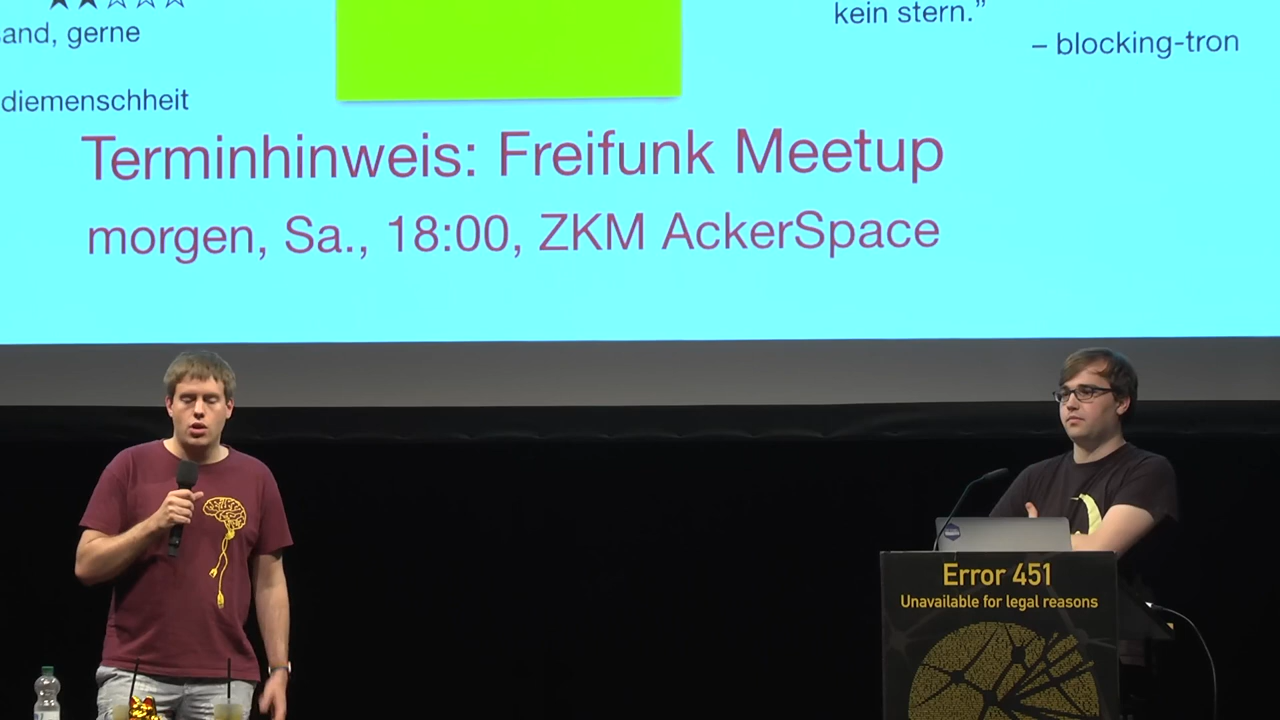 ★★☆☆☆
and, gerne
diemenschheit
kein stern.”
– blocking-tron
Terminhinweis: Freifunk Meetup
morgen, Sa., 18:00, ZKM AckerSpace
Error 451
Unavailable for legal reasons